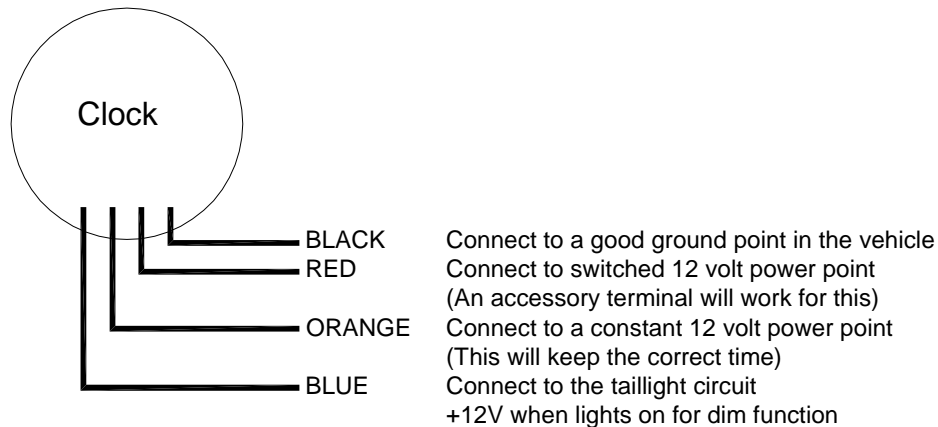 Clock
BLACK Connect to a good ground point in the vehicle
RED Connect to switched 12 volt power point
(An accessory terminal will work for this)
ORANGE Connect to a constant 12 volt power point
(This will keep the correct time)
BLUE Connect to the taillight circuit
+12V when lights on for dim function